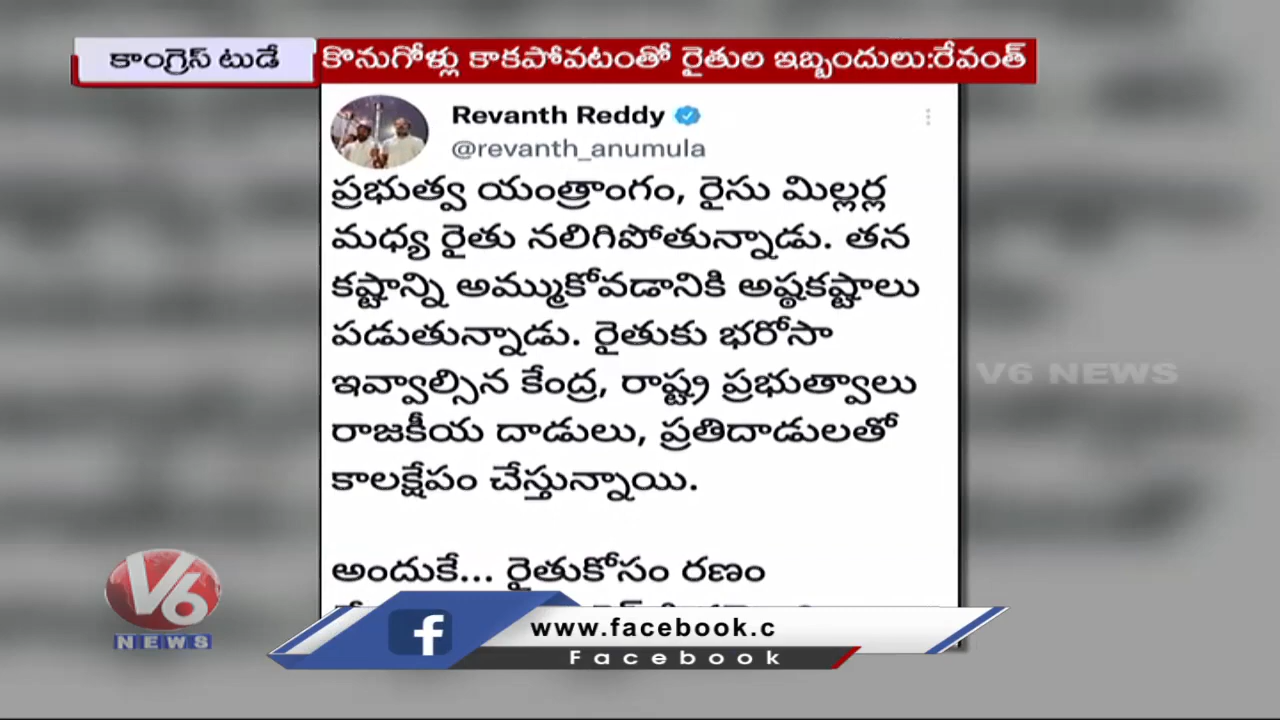 కాంగ్రెస్ టుడే
కొనుగోళ్లు కాకపోవటంతో రైతుల ఇబ్బందులు:రేవంత్
Revanth Reddy
@revanth_anumula
ప్రభుత్వ యంత్రాంగం, రైసు మిల్లర్ల
మధ్య రైతు నలిగిపోతున్నాడు. తన
కష్టాన్ని అమ్ముకోవడానికి అష్ఠకష్టాలు
పడుతున్నాడు. రైతుకు భరోసా
ఇవ్వాల్సిన కేంద్ర, రాష్ట్ర ప్రభుత్వాలు
రాజకీయ దాడులు, ప్రతిదాడులతో
కాలక్షేపం చేస్తున్నాయి.
అందుకే... రైతుకోసం రణం
V6 NEWS
V6
NEWS
f
www.facebook.c
Facebook